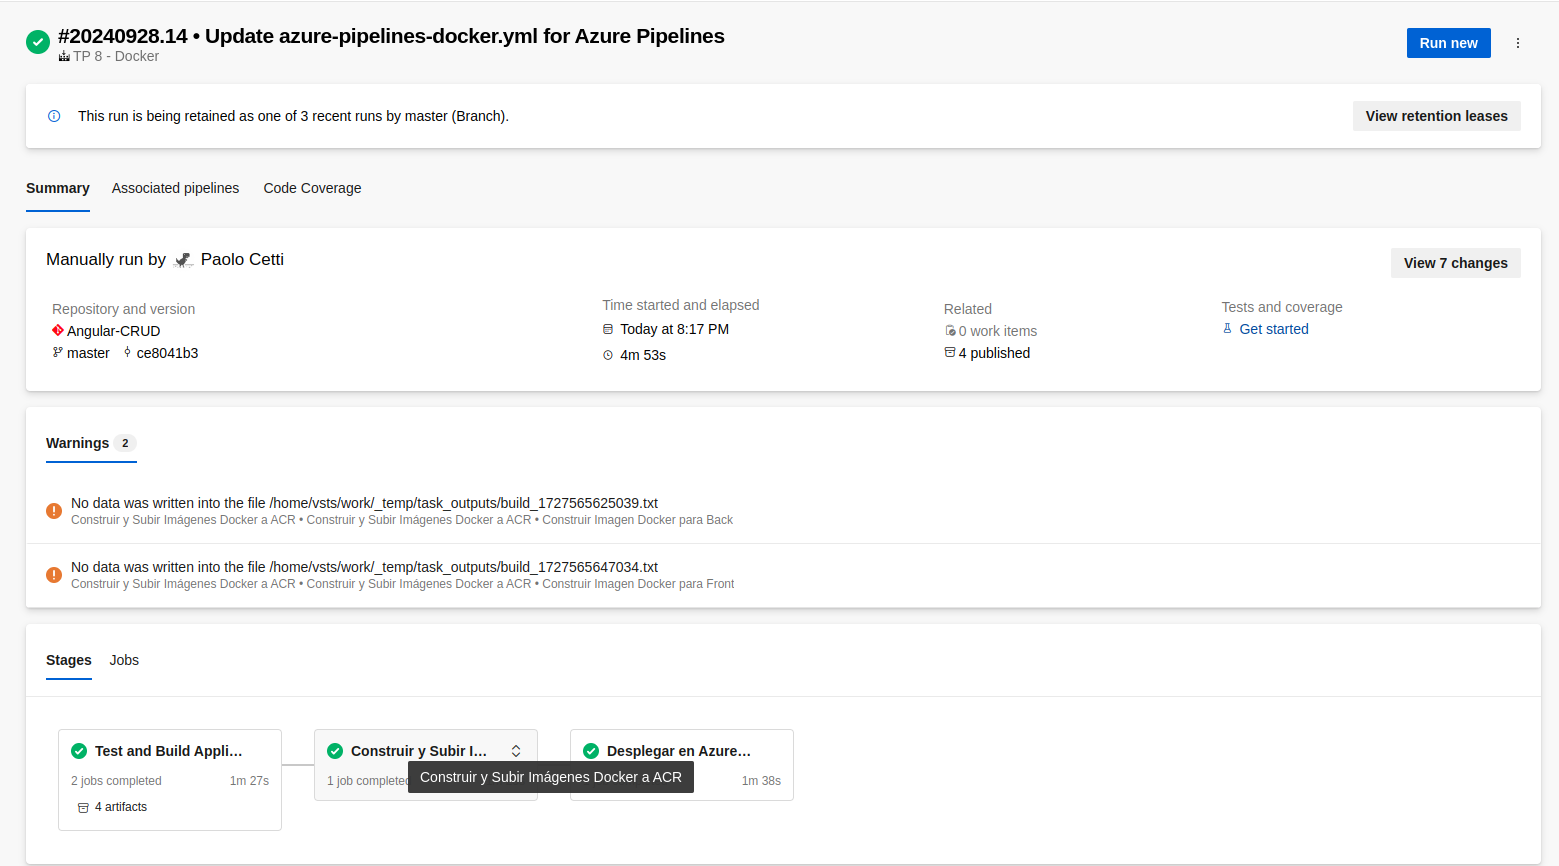 #20240928.14 • Update azure-pipelines-docker.yml for Azure Pipelines
TP 8 - Docker
Run new
This run is being retained as one of 3 recent runs by master (Branch).
View retention leases
Summary
Associated pipelines
Code Coverage
Manually run by Paolo Cetti
View 7 changes
Repository and version
Angular-CRUD
master ce8041b3
Time started and elapsed
Today at 8:17 PM
4m 53s
Related
0 work items
4 published
Tests and coverage
Get started
Warnings 2
No data was written into the file /home/vsts/work/_temp/task_outputs/build_1727565625039.txt
Construir y Subir Imágenes Docker a ACR • Construir y Subir Imágenes Docker a ACR • Construir Imagen Docker para Back
No data was written into the file /home/vsts/work/_temp/task_outputs/build_1727565647034.txt
Construir y Subir Imágenes Docker a ACR • Construir y Subir Imágenes Docker a ACR • Construir Imagen Docker para Front
Stages
Jobs
Test and Build Appli...
2 jobs completed 1m 27s
4 artifacts
Construir y Subir I...
1 job completed
Construir y Subir Imágenes Docker a ACR
Desplegar en Azure...
1m 38s